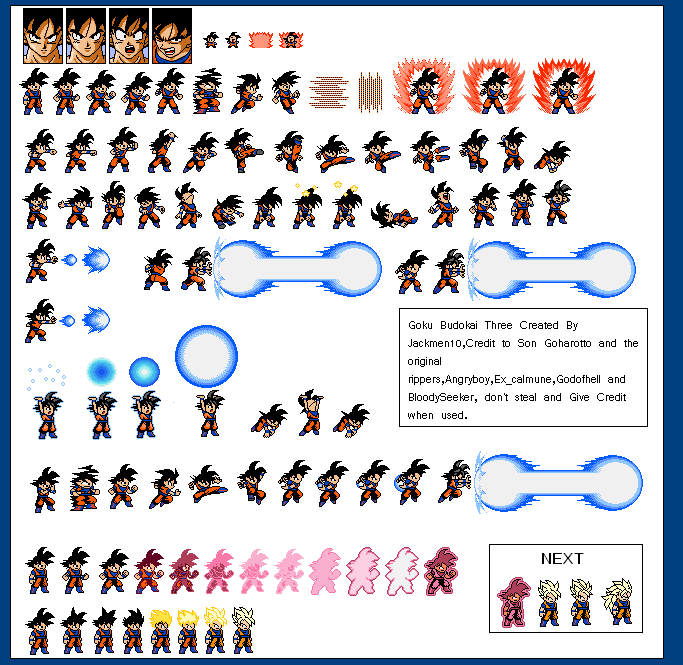 Goku Budokai Three Created By
Jackmen10,Credit to Son Goharotto and the
original
rippers,Angryboy,Ex_calmune,Godofhell and
BloodySeeker, don't steal and Give Credit
when used.
NEXT